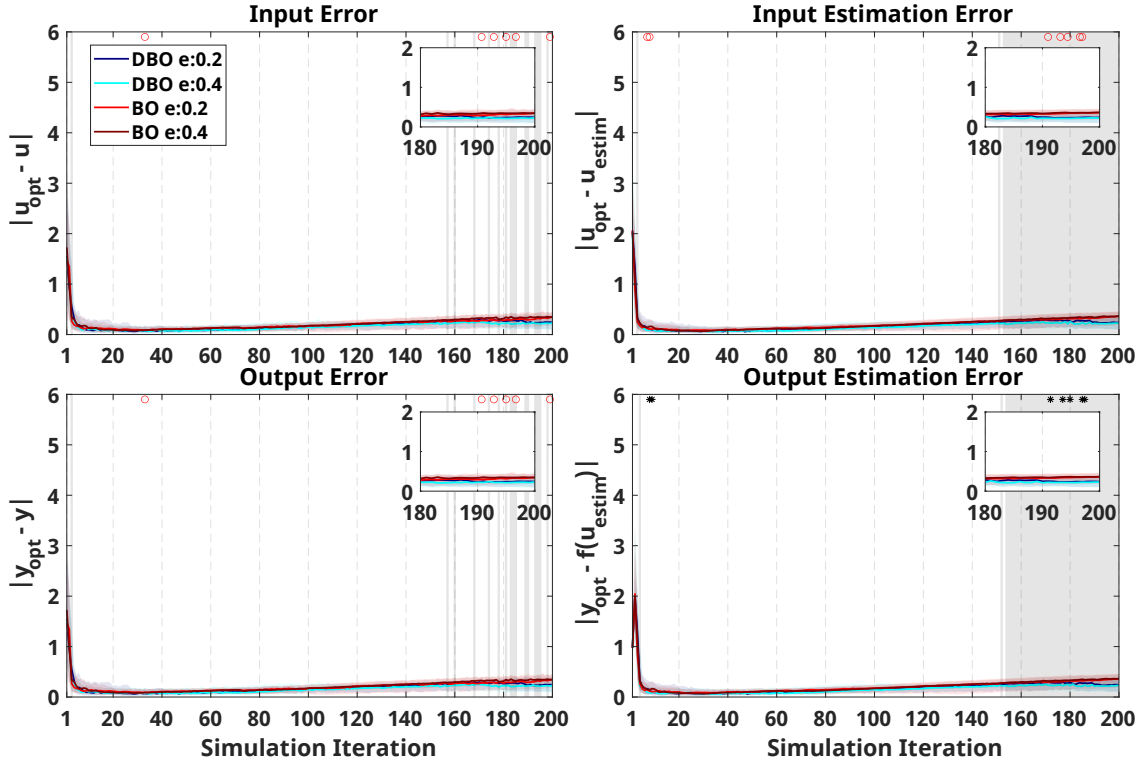 Input Error
6
5
4
3
2
1
0
|u_opt - u|
DBO e:0.2
DBO e:0.4
BO e:0.2
BO e:0.4
2
1
0
180 190 200
1 20 40 60 80 100 120 140 160 180 200
Input Estimation Error
6
5
4
3
2
1
0
|u_opt - u_estim|
2
1
0
180 190 200
1 20 40 60 80 100 120 140 160 180 200
Output Error
6
5
4
3
2
1
0
|y_opt - y|
2
1
0
180 190 200
1 20 40 60 80 100 120 140 160 180 200
Simulation Iteration
Output Estimation Error
6
5
4
3
2
1
0
|y_opt - f(u_estim)|
2
1
0
180 190 200
1 20 40 60 80 100 120 140 160 180 200
Simulation Iteration